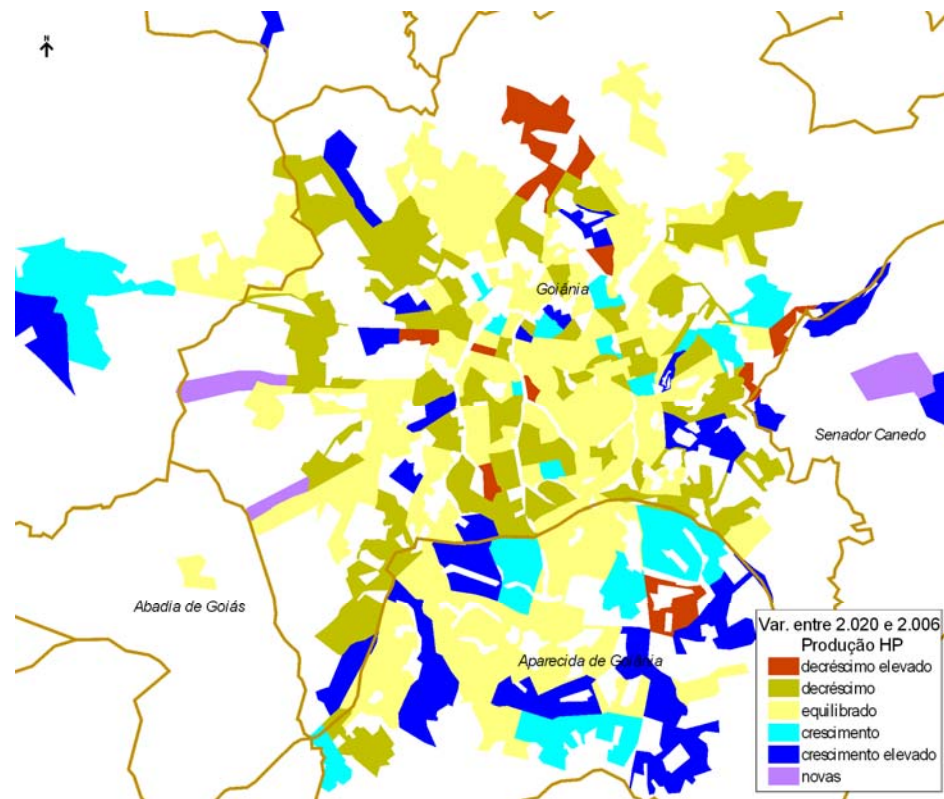 N
Goiânia
Senador Canedo
Abadia de Goiás
Aparecida de Goiânia
Var. entre 2.020 e 2.006
Produção HP
decréscimo elevado
decréscimo
equilibrado
crescimento
crescimento elevado
novas